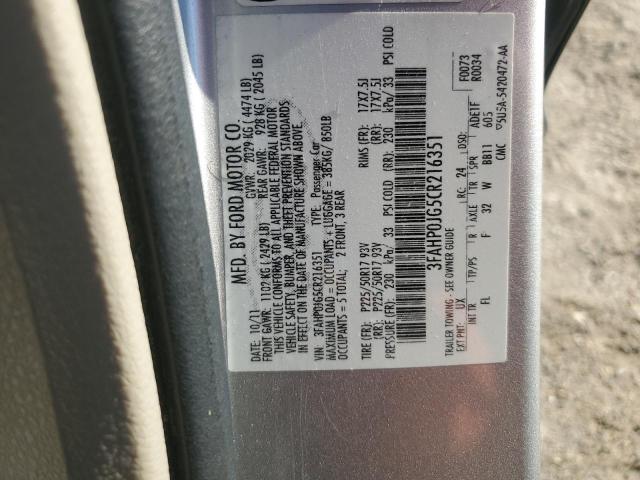 MFD. BY FORD MOTOR CO.
DATE: 10/11 GVWR: 2029 KG ( 4474 LB)
FRONT GAWR: 1102 KG ( 2429 LB) REAR GAWR: 928 KG ( 2045 LB)
THIS VEHICLE CONFORMS TO ALL APPLICABLE FEDERAL MOTOR
VEHICLE SAFETY, BUMPER, AND THEFT PREVENTION STANDARDS
IN EFFECT ON THE DATE OF MANUFACTURE SHOWN ABOVE.
VIN: 3FAHP0JG5CR216351 TYPE: Passenger Car
MAXIMUM LOAD = OCCUPANTS + LUGGAGE = 385KG/ 850LB
OCCUPANTS = 5 TOTAL: 2 FRONT, 3 REAR
TIRE (FR): P225/50R17 93V RIMS (FR): 17X7.5J
(RR): P225/50R17 93V (RR): 17X7.5J
PRESSURE (FR): 230 kPa/ 33 PSI COLD (RR): 230 kPa/ 33 PSI COLD
3FAHP0JG5CR216351
F0073
R0034
TRAILER TOWING - SEE OWNER GUIDE
EXT PNT: UX RC: 24 DSO:
INT TR TP/PS R AXLE TR SPR ADETF
FL F 32 W BB11 605
CMC 5U5A-5420472-AA